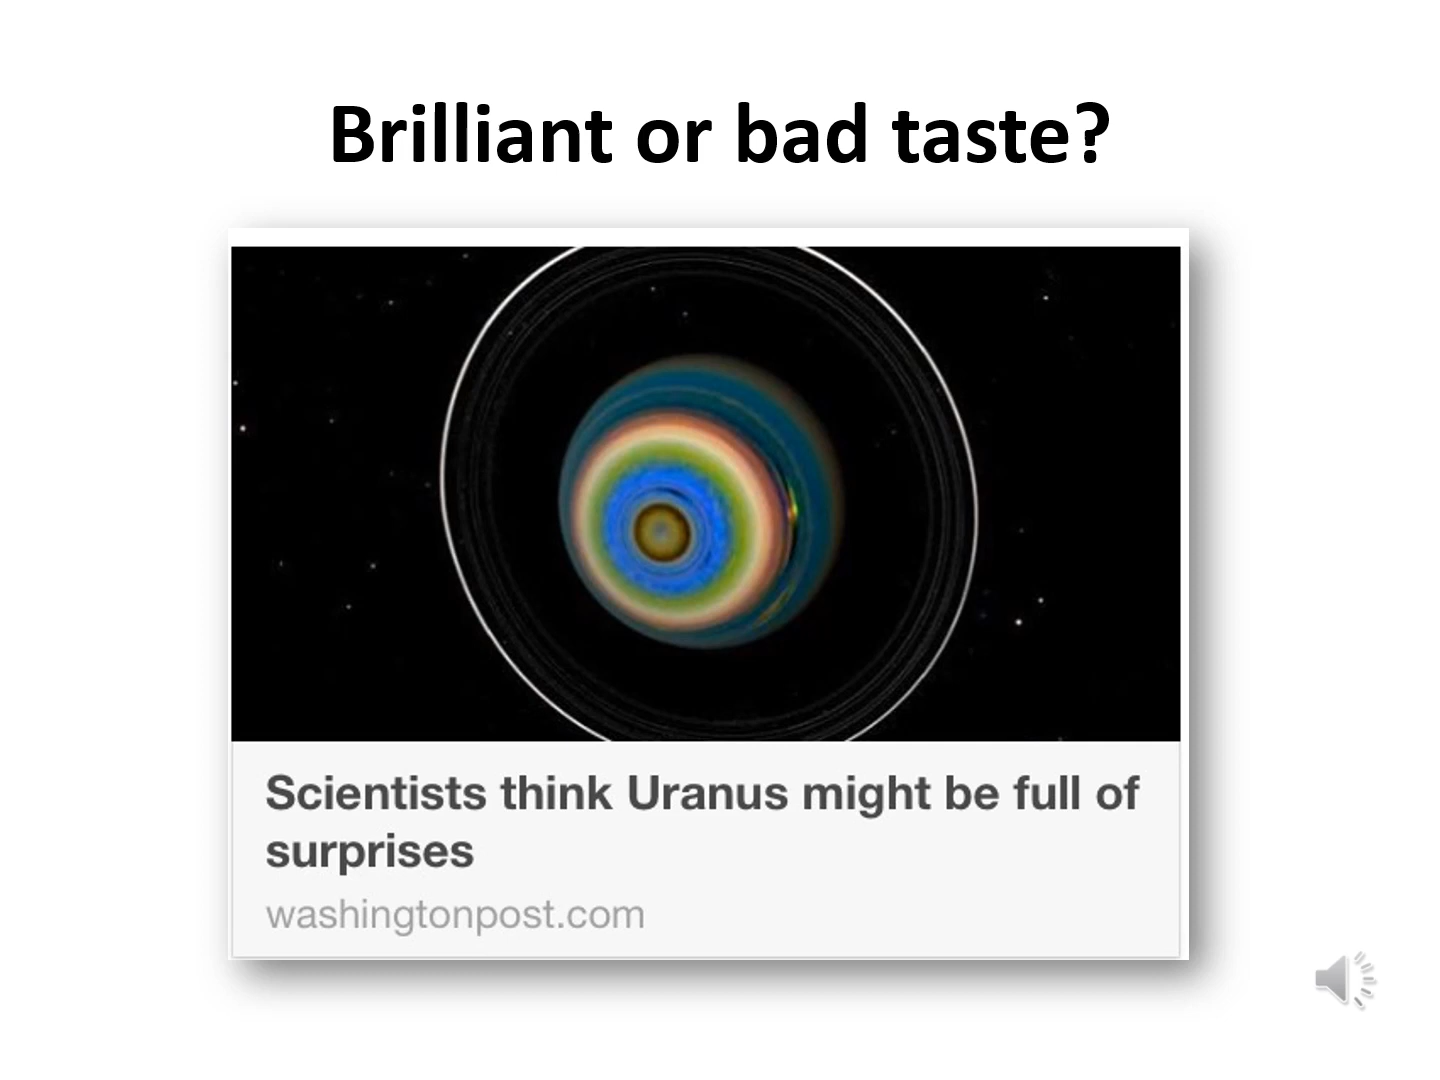 Brilliant or bad taste?
Scientists think Uranus might be full of
surprises
washingtonpost.com